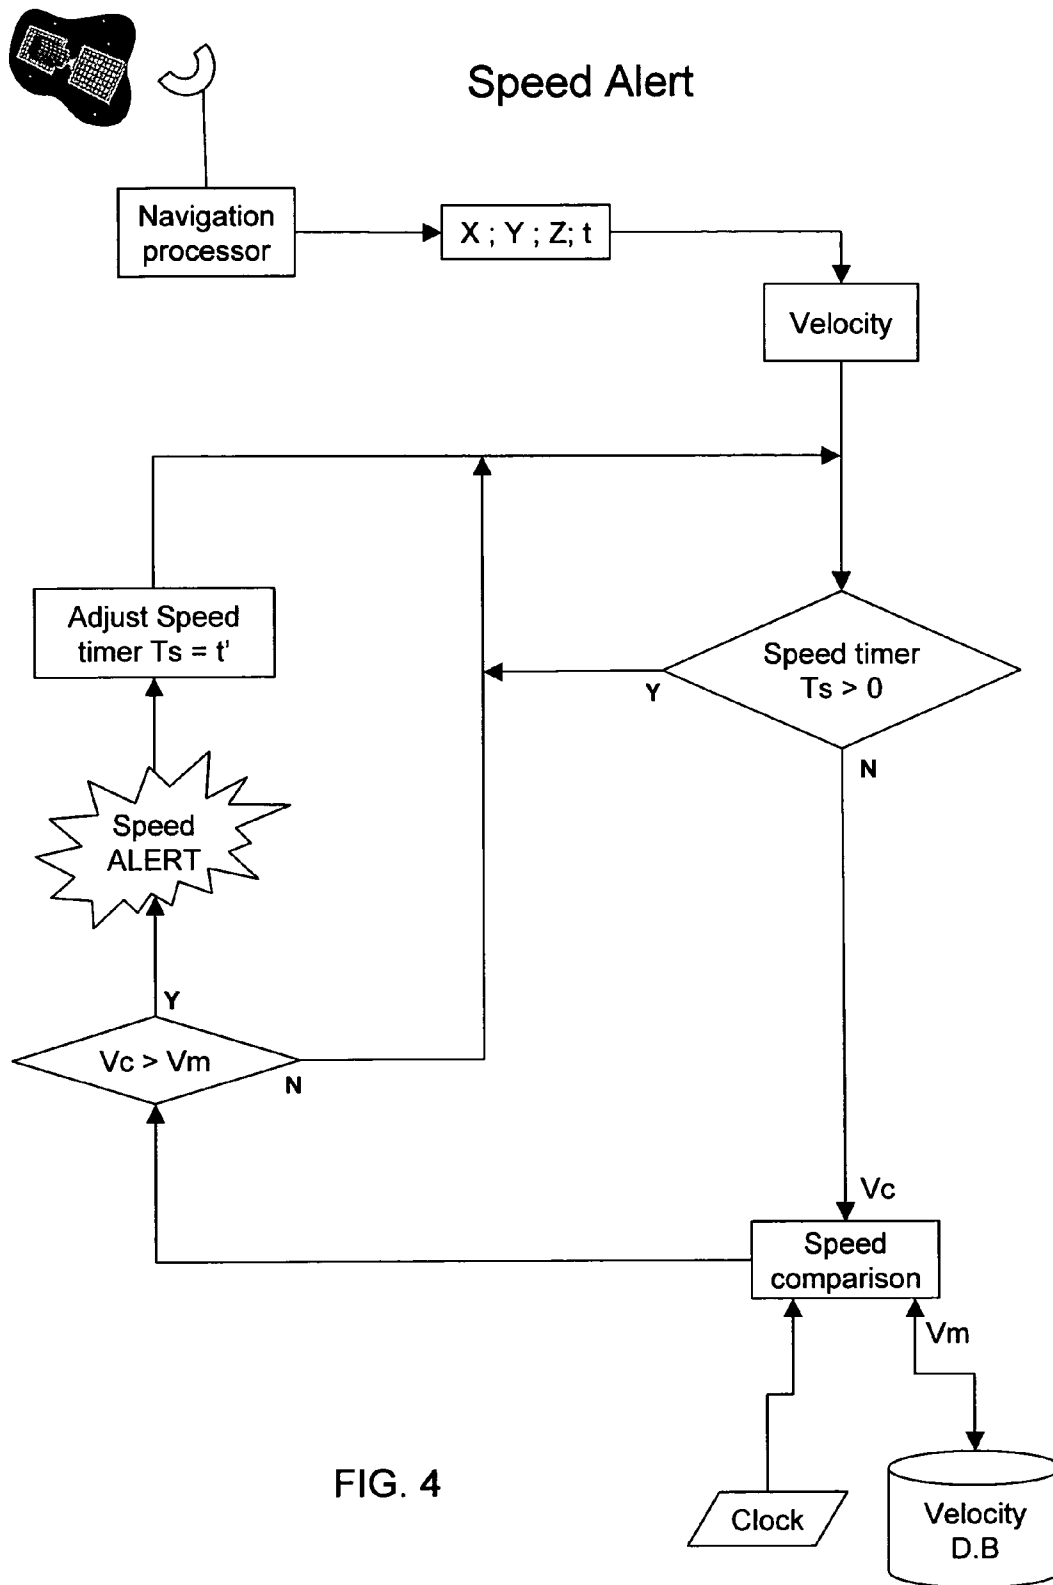 Speed Alert
Navigation
processor
X ; Y ; Z; t
Velocity
Adjust Speed
timer Ts = t'
Speed timer
Ts > 0
Y
N
Speed
ALERT
Y
Vc > Vm
N
Vc
Speed
comparison
Vm
FIG. 4
Clock
Velocity
D.B